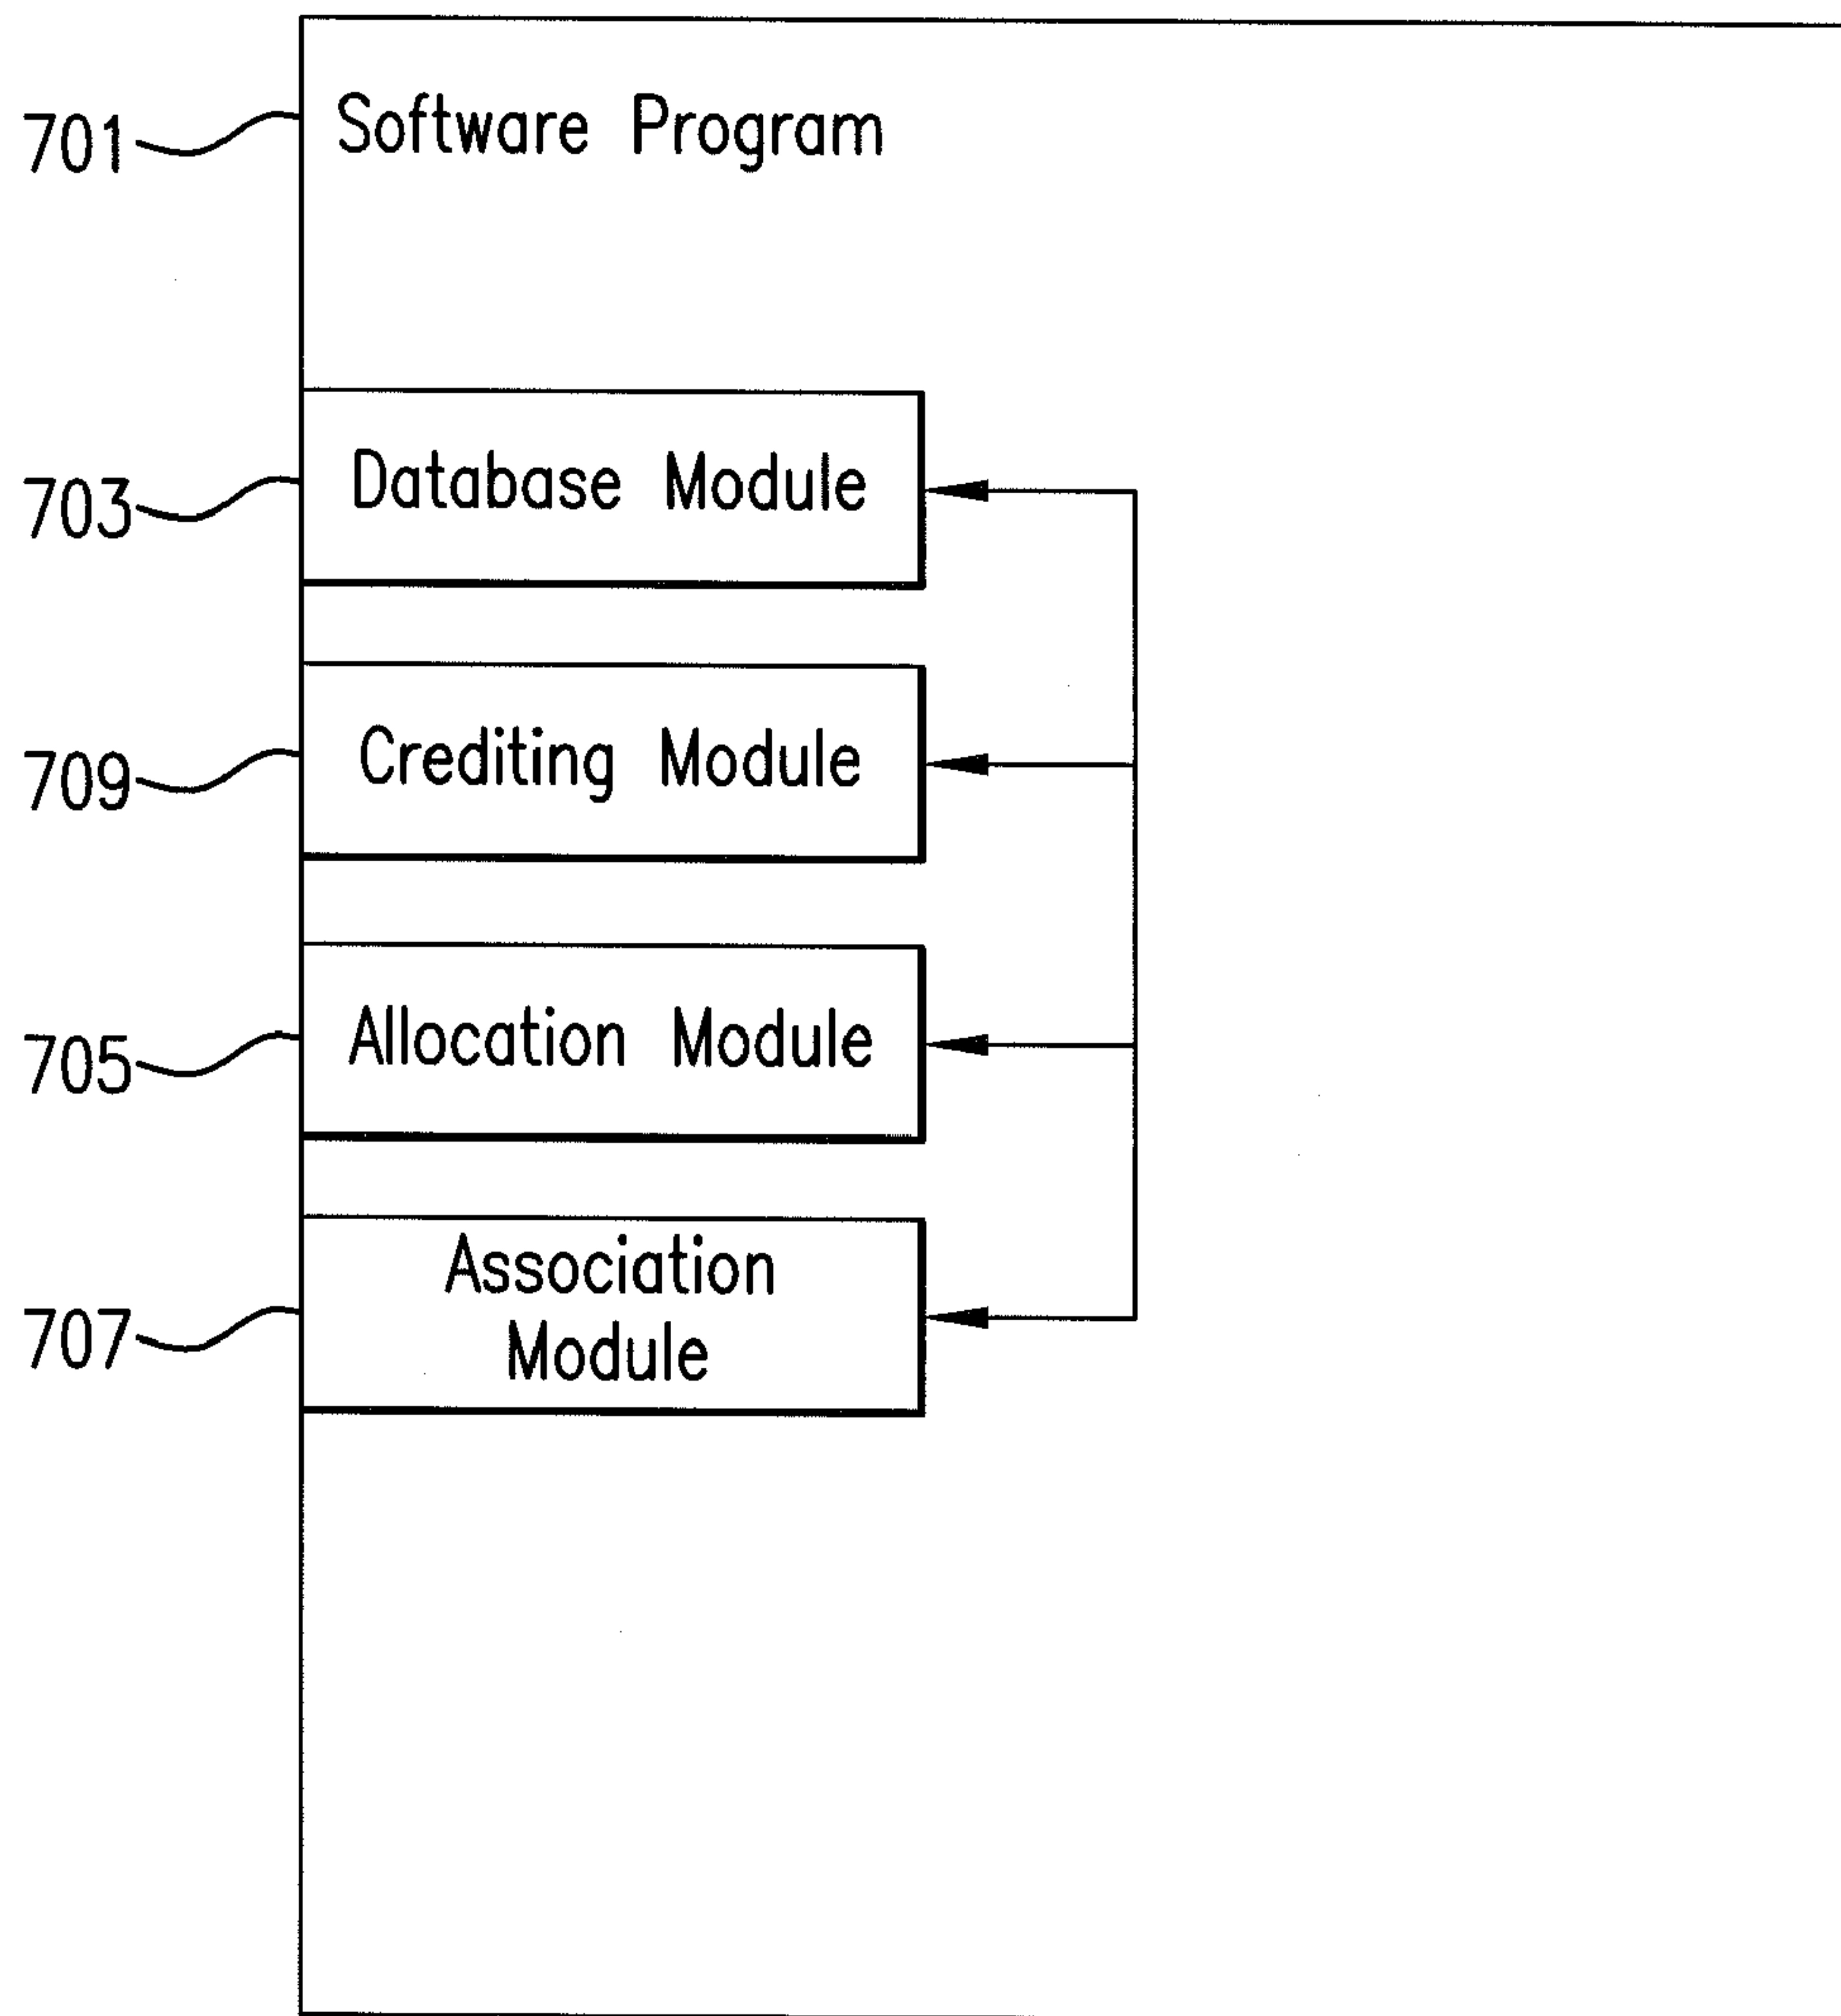 701 Software Program
703 Database Module
709 Crediting Module
705 Allocation Module
707 Association
Module